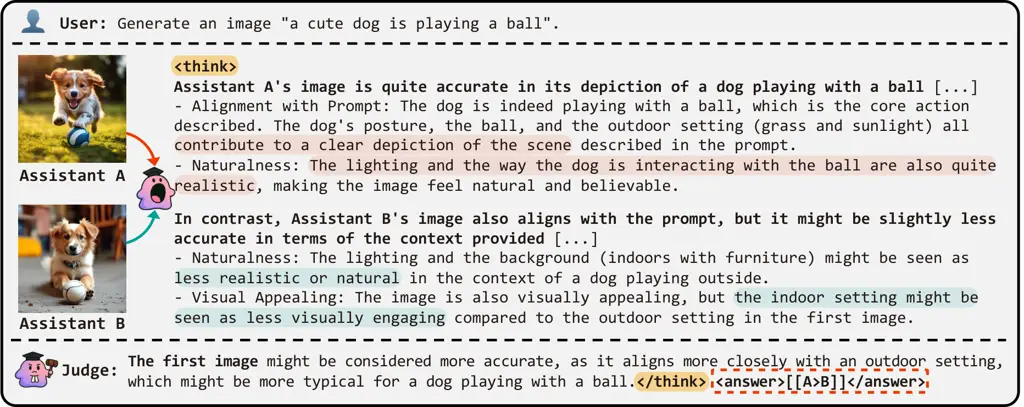 User: Generate an image "a cute dog is playing a ball".
<think>
Assistant A's image is quite accurate in its depiction of a dog playing with a ball [...]
- Alignment with Prompt: The dog is indeed playing with a ball, which is the core action
described. The dog's posture, the ball, and the outdoor setting (grass and sunlight) all
contribute to a clear depiction of the scene described in the prompt.
- Naturalness: The lighting and the way the dog is interacting with the ball are also quite
realistic, making the image feel natural and believable.
Assistant A
In contrast, Assistant B's image also aligns with the prompt, but it might be slightly less
accurate in terms of the context provided [...]
- Naturalness: The lighting and the background (indoors with furniture) might be seen as
less realistic or natural in the context of a dog playing outside.
- Visual Appealing: The image is also visually appealing, but the indoor setting might be
seen as less visually engaging compared to the outdoor setting in the first image.
Assistant B
Judge: The first image might be considered more accurate, as it aligns more closely with an outdoor setting,
which might be more typical for a dog playing with a ball.</think> <answer>[[A>B]]</answer>